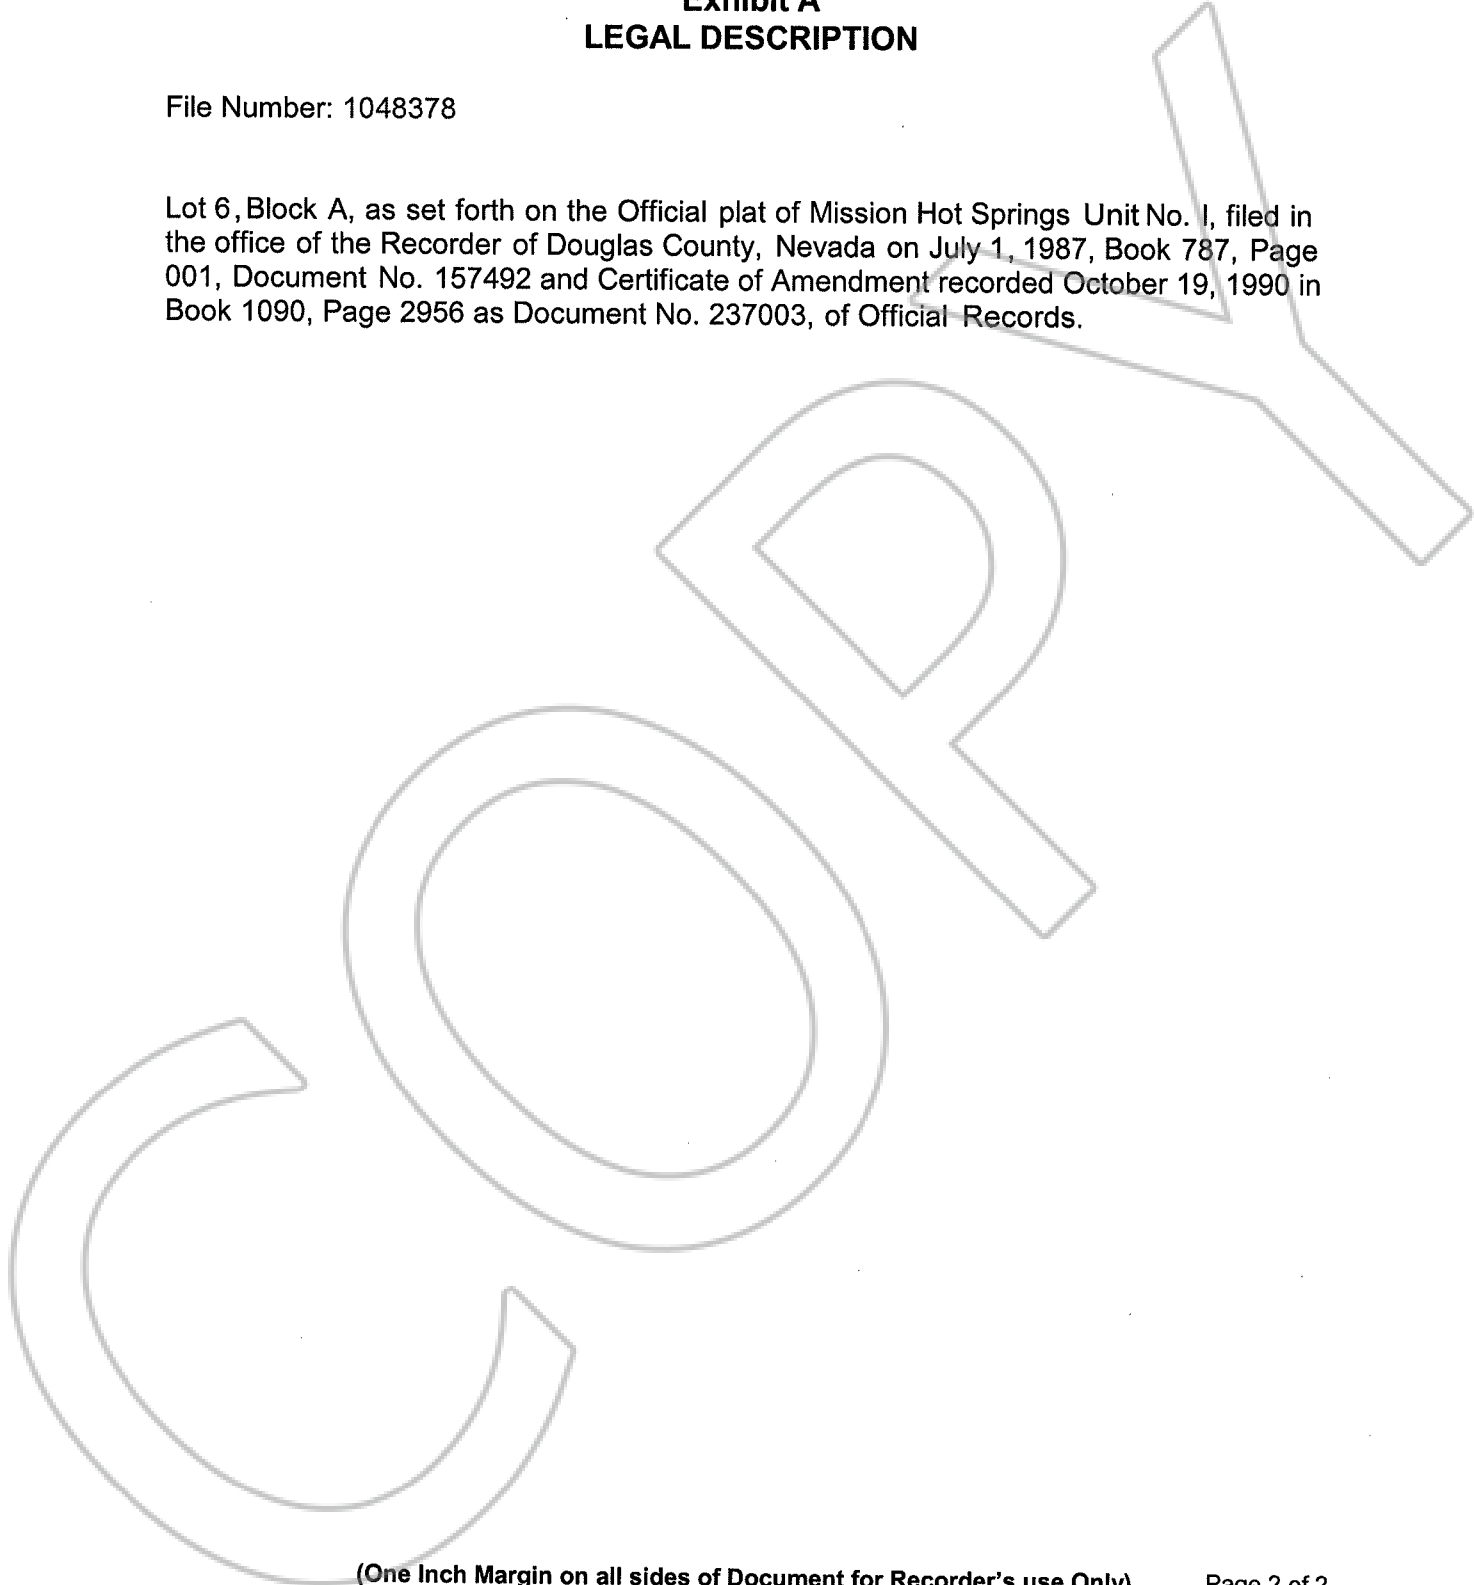 Exhibit A
LEGAL DESCRIPTION
File Number: 1048378
Lot 6, Block A, as set forth on the Official plat of Mission Hot Springs Unit No. I, filed in
the office of the Recorder of Douglas County, Nevada on July 1, 1987, Book 787, Page
001, Document No. 157492 and Certificate of Amendment recorded October 19, 1990 in
Book 1090, Page 2956 as Document No. 237003, of Official Records.
COPY
(One Inch Margin on all sides of Document for Recorder's use Only) Page 2 of 2